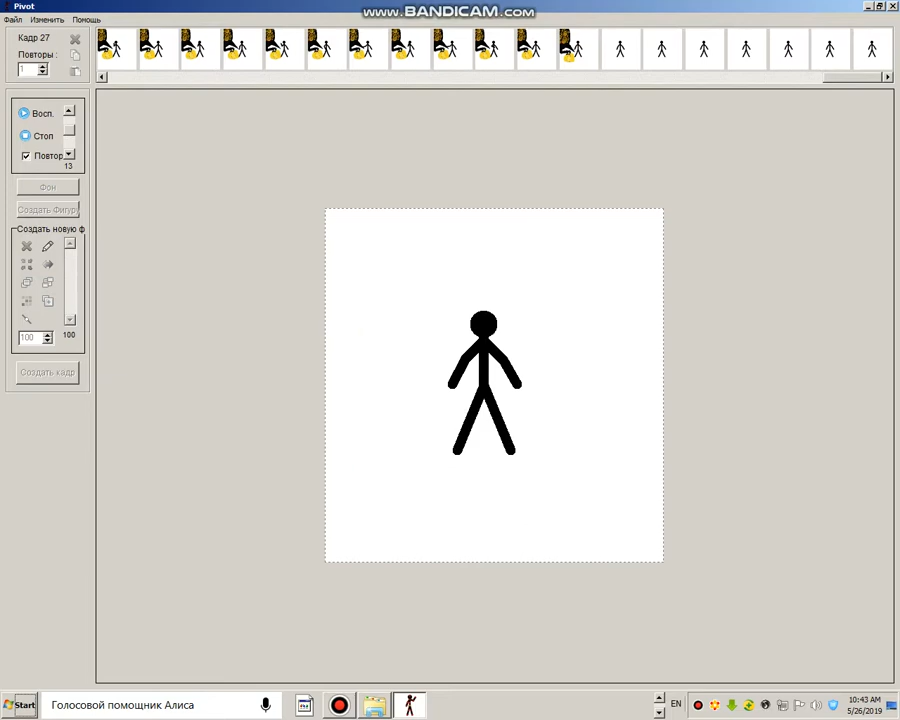 Pivot
www.BANDICAM.com
Файл Изменить Помощь
Кадр 27
Повторы :
1
Восп.
Стоп
Повтор
13
Фон
Создать Фигур
Создать новую ф
100
100
Создать кадр
Start
Голосовой помощник Алиса
EN
10:43 AM
5/26/2019